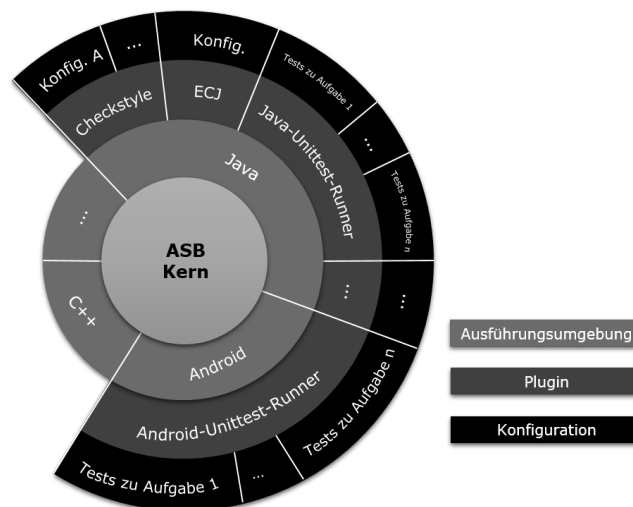 Konfig. A
...
Konfig.
Tests zu Aufgabe 1
...
Tests zu Aufgabe n
...
Checkstyle
ECJ
Java-Unittest-Runner
...
Java
...
ASB
Kern
C++
Android
Android-Unittest-Runner
Tests zu Aufgabe 1
...
Tests zu Aufgabe n
Ausführungsumgebung
Plugin
Konfiguration